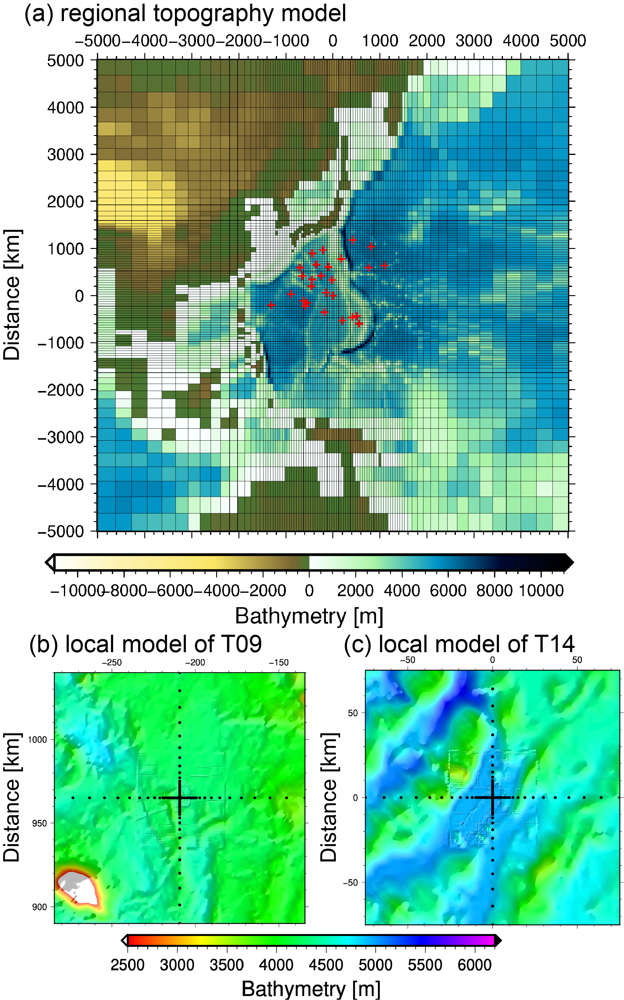 (a) regional topography model
−5000 −4000 −3000 −2000 −1000 0 1000 2000 3000 4000 5000
5000
4000
3000
2000
1000
0
−1000
−2000
−3000
−4000
−5000
Distance [km]
−10000 −8000 −6000 −4000 −2000 0 2000 4000 6000 8000 10000
Bathymetry [m]
(b) local model of T09
−250 −200 −150
1000
950
900
Distance [km]
(c) local model of T14
−50 0 50
50
0
−50
Distance [km]
2500 3000 3500 4000 4500 5000 5500 6000
Bathymetry [m]